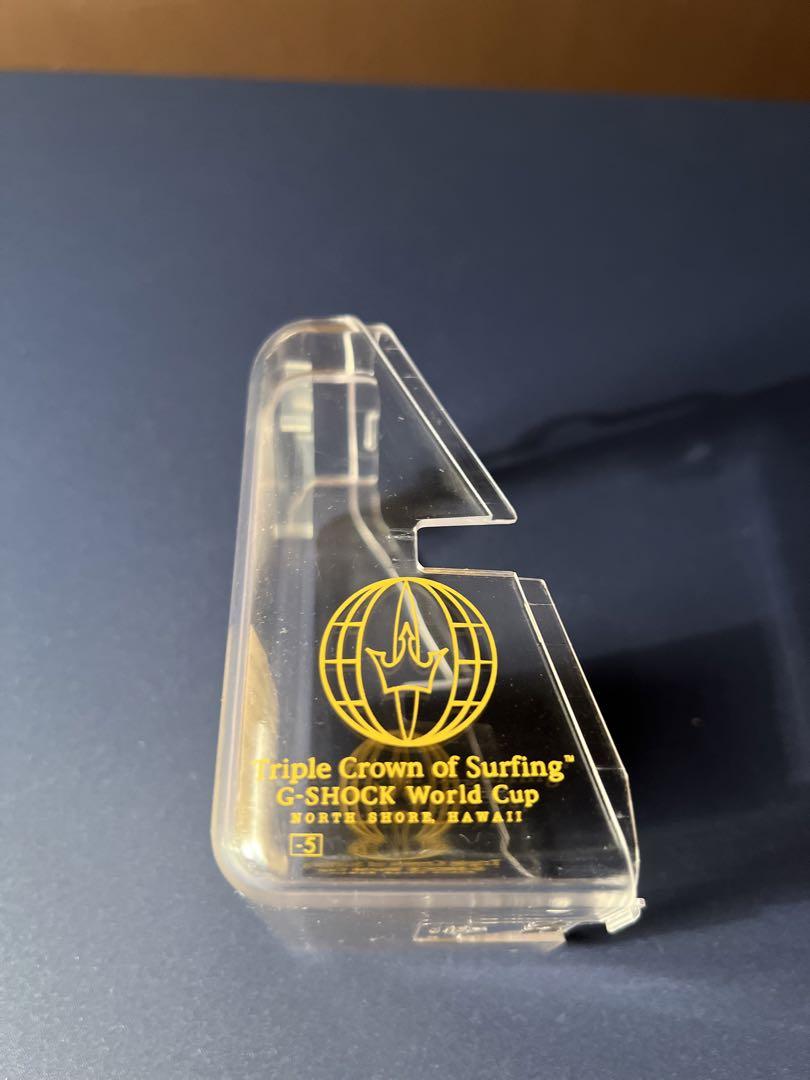 Triple Crown of Surfing™
G-SHOCK World Cup
NORTH SHORE, HAWAII
-5